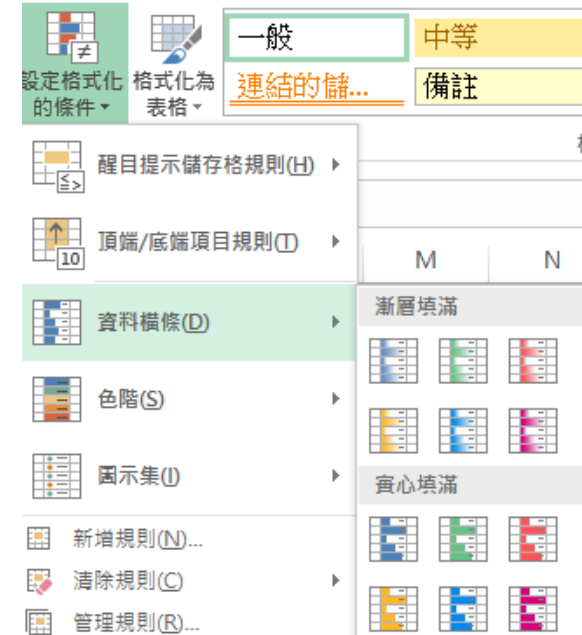 設定格式化
的條件
格式化為
表格
一般
中等
連結的儲...
備註
醒目提示儲存格規則(H)
頂端/底端項目規則(T)
10
M
N
資料橫條(D)
漸層填滿
色階(S)
圖示集(I)
實心填滿
新增規則(N)...
清除規則(C)
管理規則(R)...